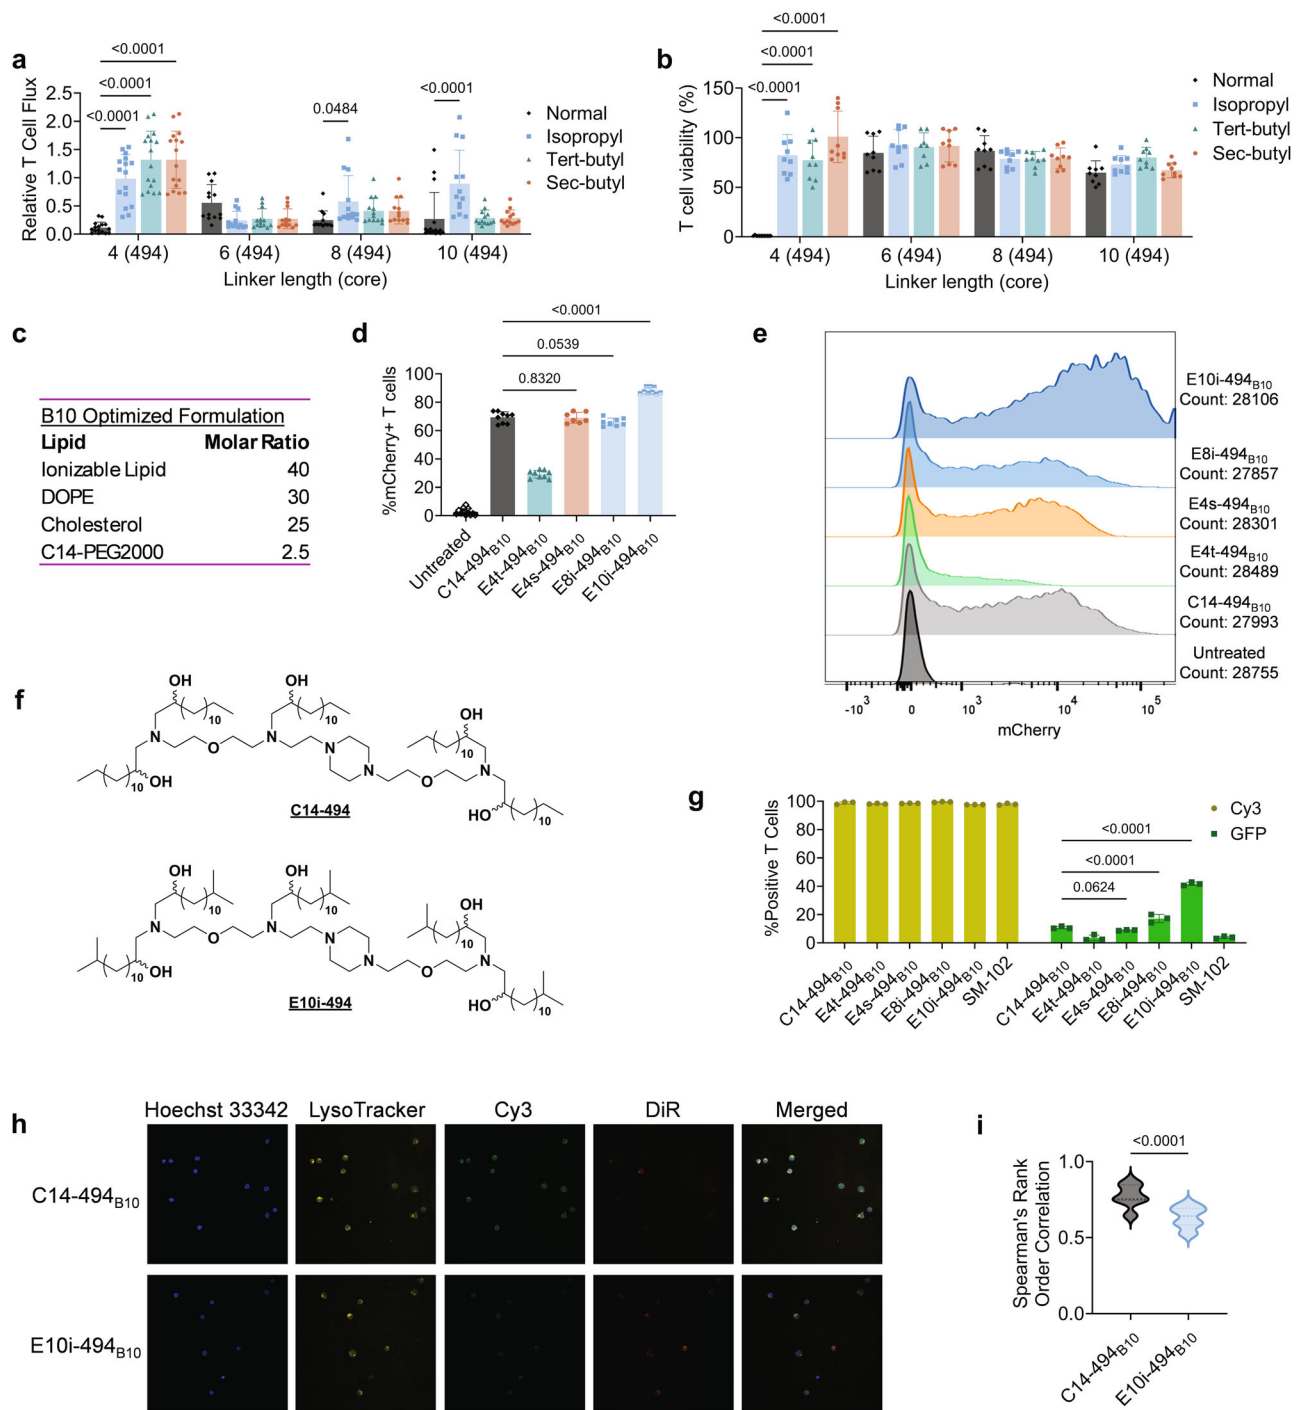 a
<0.0001
<0.0001
<0.0001
0.0484
<0.0001
Relative T Cell Flux
2.5
2.0
1.5
1.0
0.5
0.0
4 (494)
6 (494)
8 (494)
10 (494)
Linker length (core)
Normal
Isopropyl
Tert-butyl
Sec-butyl
b
<0.0001
<0.0001
<0.0001
T cell viability (%)
150
100
50
0
4 (494)
6 (494)
8 (494)
10 (494)
Linker length (core)
Normal
Isopropyl
Tert-butyl
Sec-butyl
c
B10 Optimized Formulation
Lipid Molar Ratio
Ionizable Lipid 40
DOPE 30
Cholesterol 25
C14-PEG2000 2.5
d
<0.0001
0.0539
0.8320
%mCherry+ T cells
100
80
60
40
20
0
Untreated
C14-494B10
E4t-494B10
E4s-494B10
E8i-494B10
E10i-494B10
e
E10i-494B10
Count: 28106
E8i-494B10
Count: 27857
E4s-494B10
Count: 28301
E4t-494B10
Count: 28489
C14-494B10
Count: 27993
Untreated
Count: 28755
-10³ 0 10³ 10⁴ 10⁵
mCherry
f
OH
OH
OH
10
10
10
N
N
N
N
N
O
O
10
OH
HO
10
C14-494
OH
OH
OH
10
10
10
N
N
N
N
N
O
O
10
OH
HO
10
E10i-494
g
%Positive T Cells
100
80
60
40
20
0
<0.0001
<0.0001
0.0624
Cy3
GFP
C14-494B10
E4t-494B10
E4s-494B10
E8i-494B10
E10i-494B10
SM-102
C14-494B10
E4t-494B10
E4s-494B10
E8i-494B10
E10i-494B10
SM-102
h
Hoechst 33342 LysoTracker Cy3 DiR Merged
C14-494B10
E10i-494B10
i
<0.0001
Spearman's Rank
Order Correlation
1.0
0.5
0.0
C14-494B10
E10i-494B10